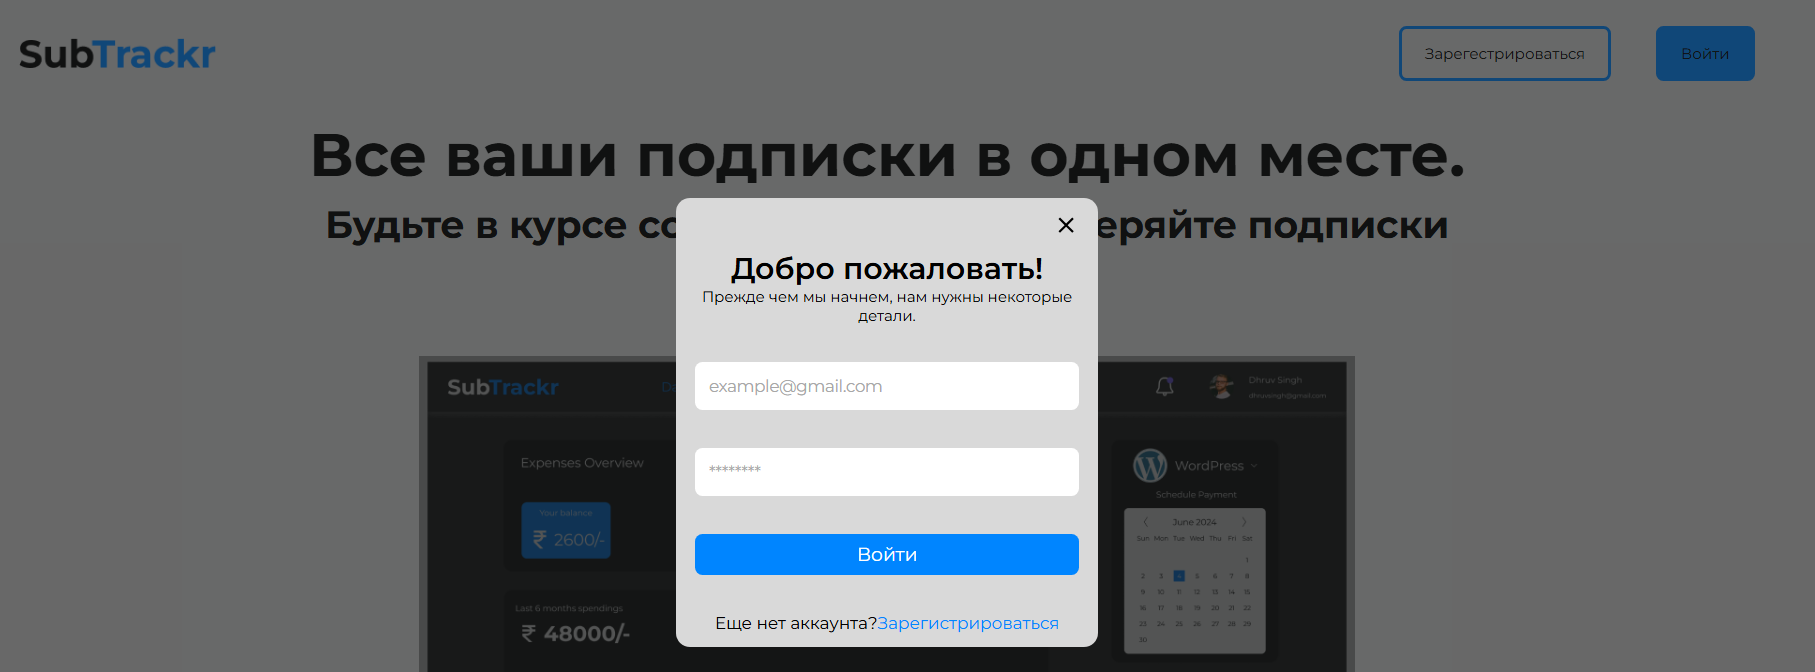 SubTrackr
Зарегестрироваться
Войти
Все ваши подписки в одном месте.
Будьте в курсе
еряйте подписки
Добро пожаловать!
Прежде чем мы начнем, нам нужны некоторые
детали.
example@gmail.com
********
Войти
Еще нет аккаунта?Зарегистрироваться
SubTrackr
Dhruv Singh
dhruvsingh@gmail.com
Expenses Overview
Your balance
₹ 2600/-
Last 6 months spendings
₹ 48000/-
WordPress
Schedule Payment
June 2024
Sun Mon Tue Wed Thu Fri Sat
1
2 3 4 5 6 7 8
9 10 11 12 13 14 15
16 17 18 19 20 21 22
23 24 25 26 27 28 29
30